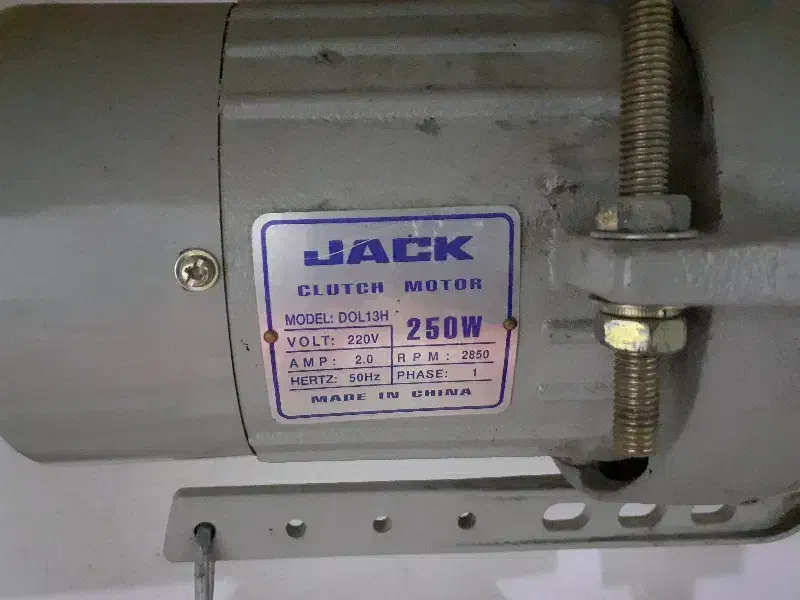 JACK
CLUTCH MOTOR
MODEL: DOL13H
250W
VOLT: 220V
AMP: 2.0
RPM: 2850
HERTZ: 50Hz
PHASE: 1
MADE IN CHINA